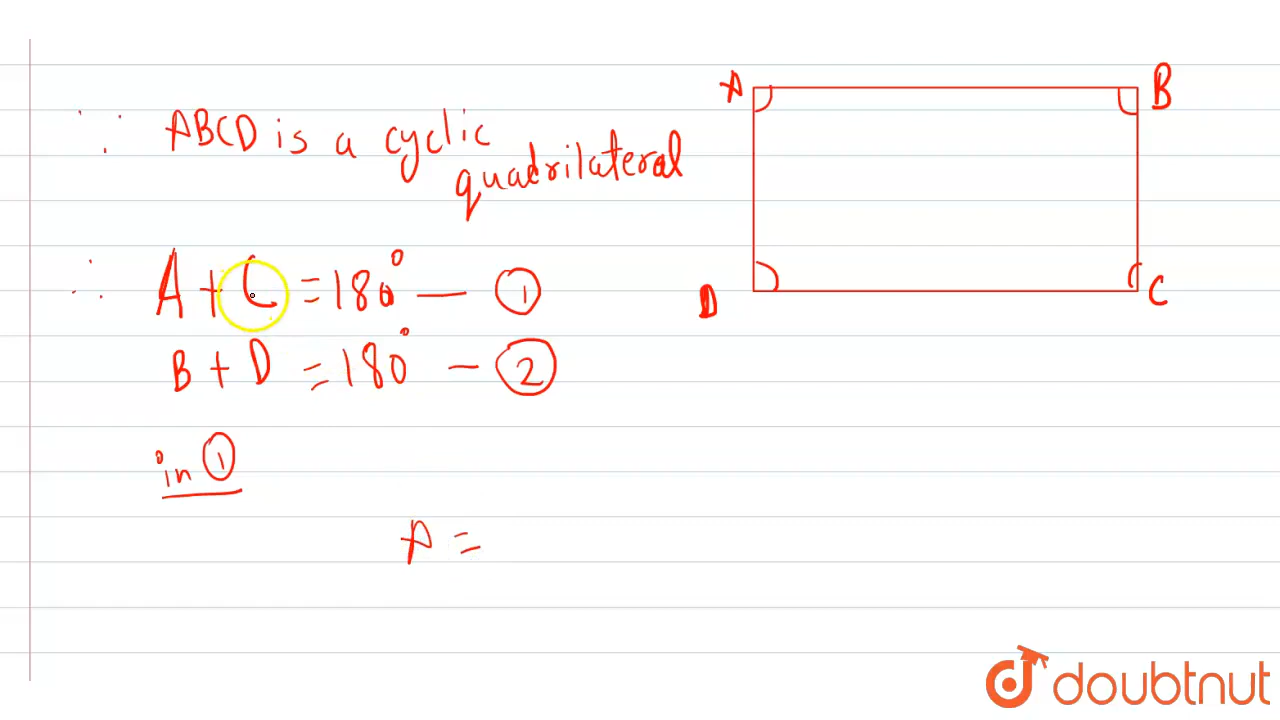 ∵ ABCD is a cyclic
quadrilateral
∴ A + C = 180° — ①
B + D = 180° — ②
in ①
A =
A
B
D
C
doubtnut